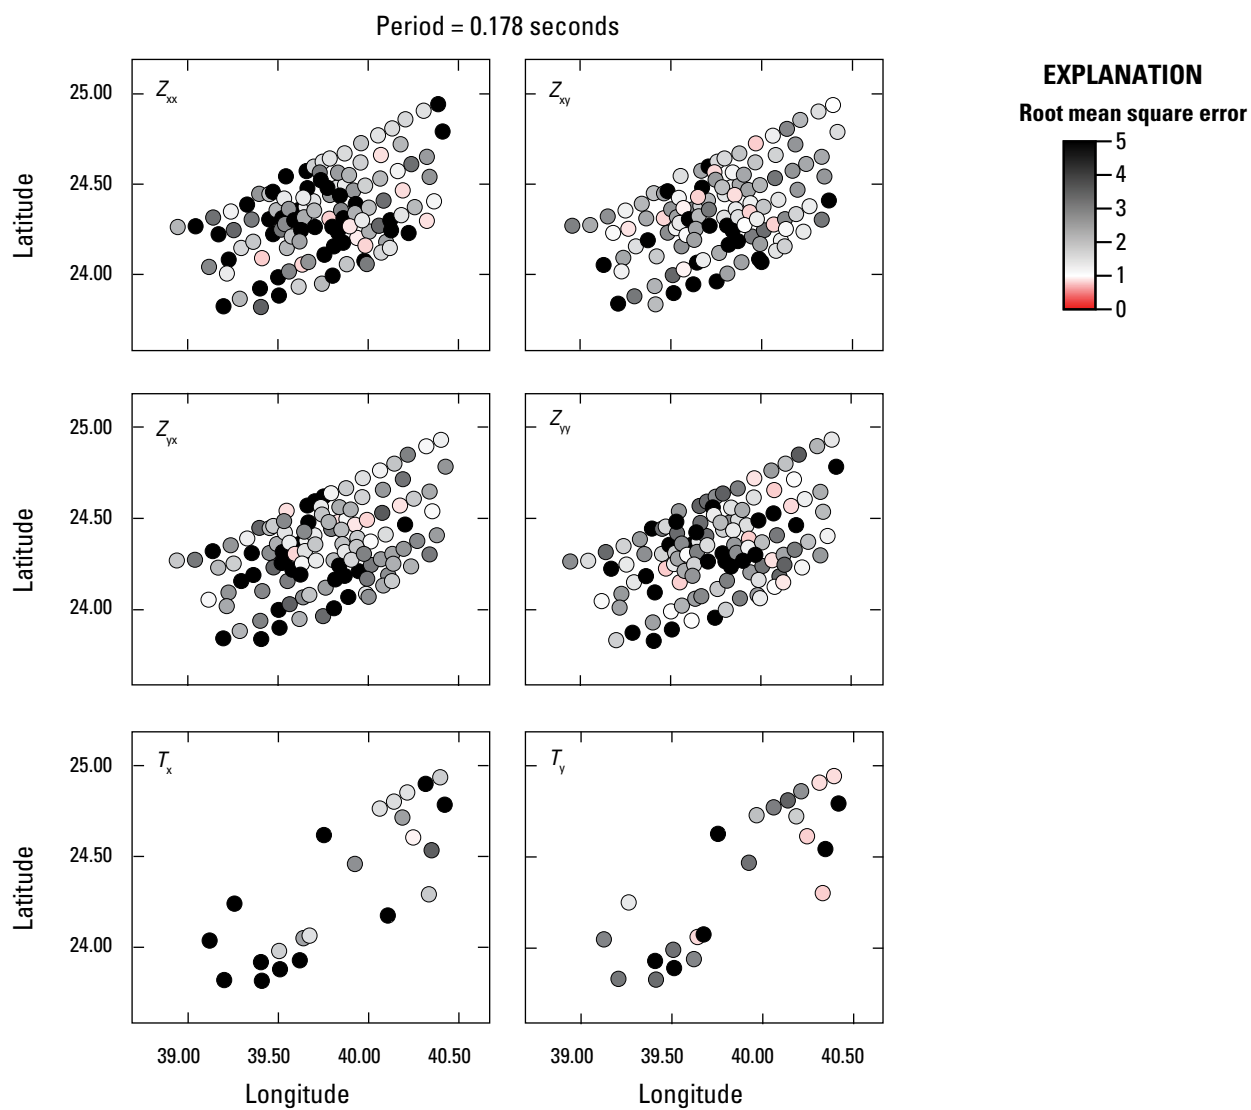 Period = 0.178 seconds
EXPLANATION
Root mean square error
5
4
3
2
1
0
Zxx
Zxy
25.00
24.50
24.00
Latitude
Zyx
Zyy
25.00
24.50
24.00
Latitude
Tx
Ty
25.00
24.50
24.00
Latitude
39.00 39.50 40.00 40.50
39.00 39.50 40.00 40.50
Longitude
Longitude